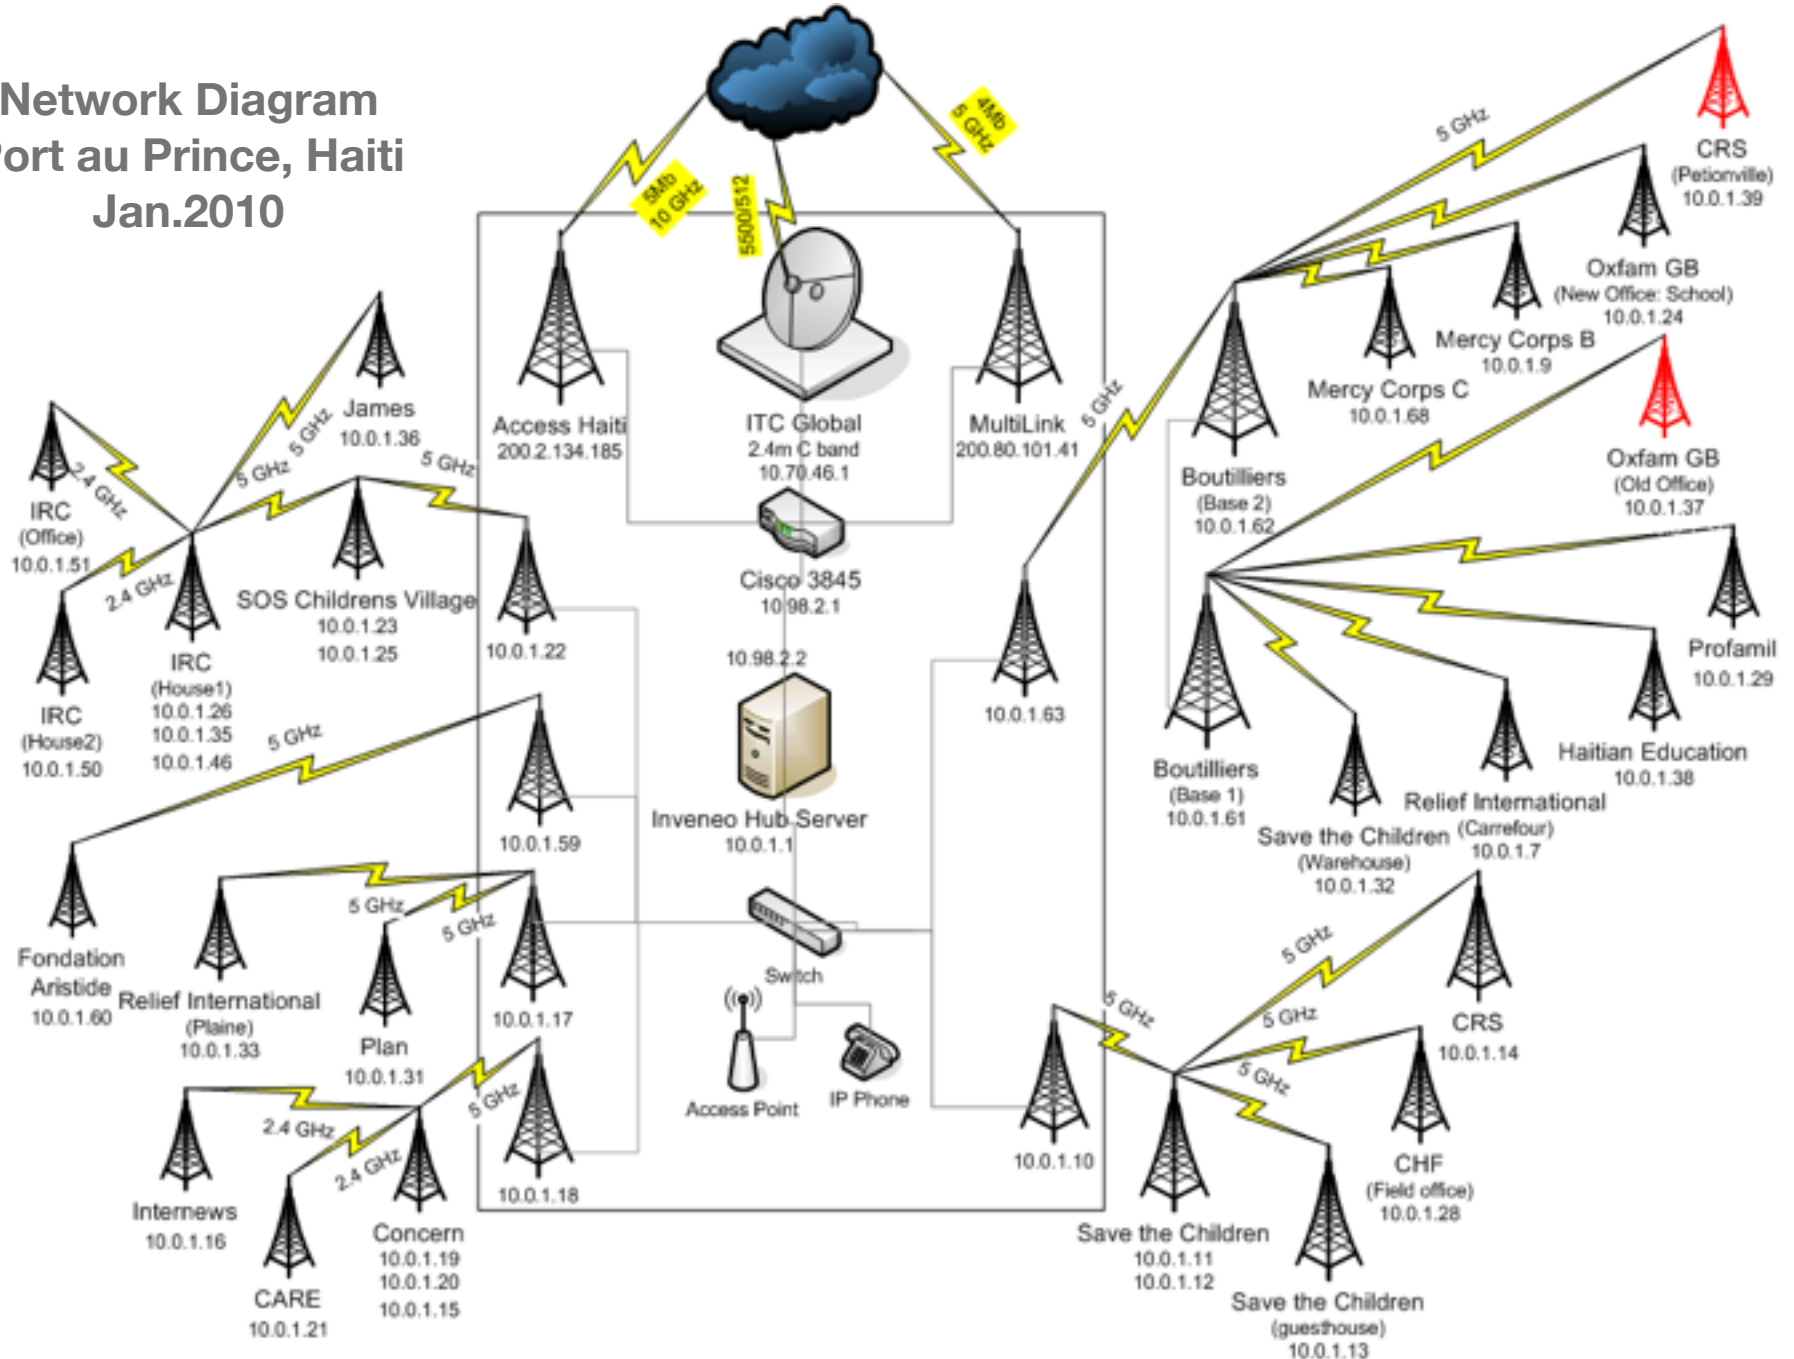 Network Diagram
Port au Prince, Haiti
Jan.2010
5Mb
10 GHz
5500/512
4Mb
5 GHz
Access Haiti
200.2.134.185
ITC Global
2.4m C band
10.70.46.1
MultiLink
200.80.101.41
Cisco 3845
10.98.2.1
10.98.2.2
Inveneo Hub Server
10.0.1.1
Switch
Access Point
IP Phone
James
10.0.1.36
5 GHz
IRC
(Office)
10.0.1.51
2.4 GHz
IRC
(House2)
10.0.1.50
2.4 GHz
IRC
(House1)
10.0.1.26
10.0.1.35
10.0.1.46
5 GHz
SOS Childrens Village
10.0.1.23
10.0.1.25
5 GHz
10.0.1.22
5 GHz
10.0.1.59
Fondation
Aristide
10.0.1.60
Relief International
(Plaine)
10.0.1.33
5 GHz
Plan
10.0.1.31
5 GHz
10.0.1.17
Internews
10.0.1.16
2.4 GHz
CARE
10.0.1.21
2.4 GHz
Concern
10.0.1.19
10.0.1.20
10.0.1.15
5 GHz
10.0.1.18
5 GHz
10.0.1.63
Boutilliers
(Base 2)
10.0.1.62
5 GHz
CRS
(Petionville)
10.0.1.39
Oxfam GB
(New Office: School)
10.0.1.24
Mercy Corps B
10.0.1.9
Mercy Corps C
10.0.1.68
Oxfam GB
(Old Office)
10.0.1.37
Boutilliers
(Base 1)
10.0.1.61
Profamil
10.0.1.29
Haitian Education
10.0.1.38
Relief International
(Carrefour)
10.0.1.7
Save the Children
(Warehouse)
10.0.1.32
5 GHz
10.0.1.10
Save the Children
10.0.1.11
10.0.1.12
5 GHz
CRS
10.0.1.14
5 GHz
CHF
(Field office)
10.0.1.28
5 GHz
Save the Children
(guesthouse)
10.0.1.13